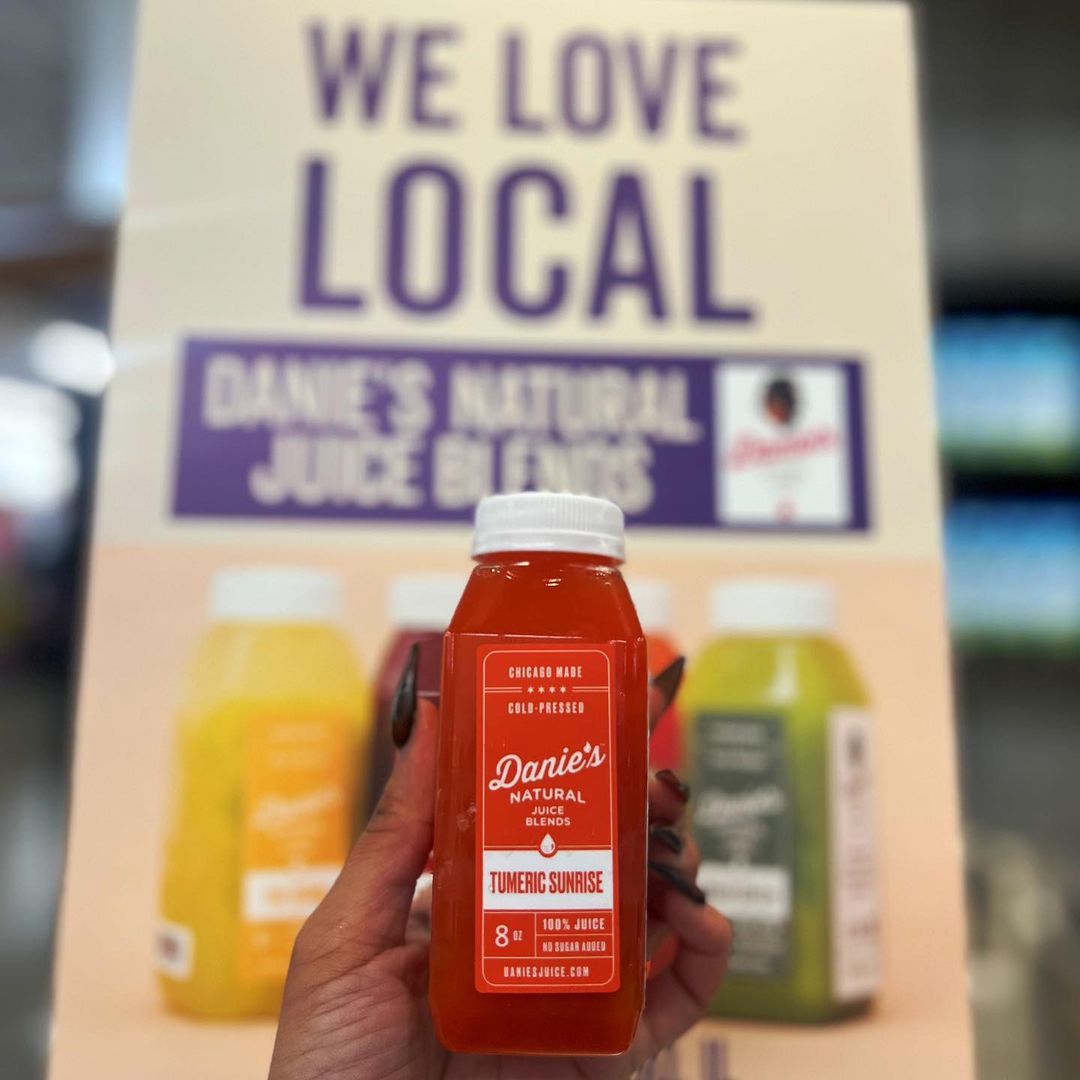 WE LOVE
LOCAL
DANIE'S NATURAL
JUICE BLENDS
Danie's
CHICAGO MADE
COLD-PRESSED
Danie's
NATURAL
JUICE
BLENDS
TUMERIC SUNRISE
8 OZ
100% JUICE
NO SUGAR ADDED
DANIESJUICE.COM